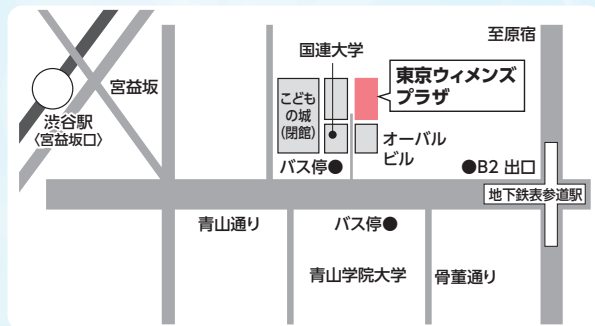 至原宿
国連大学
東京ウィメンズ
プラザ
宮益坂
こども
の城
(閉館)
渋谷駅
〈宮益坂口〉
オーバル
ビル
バス停●
●B2 出口
地下鉄表参道駅
青山通り
バス停●
青山学院大学
骨董通り